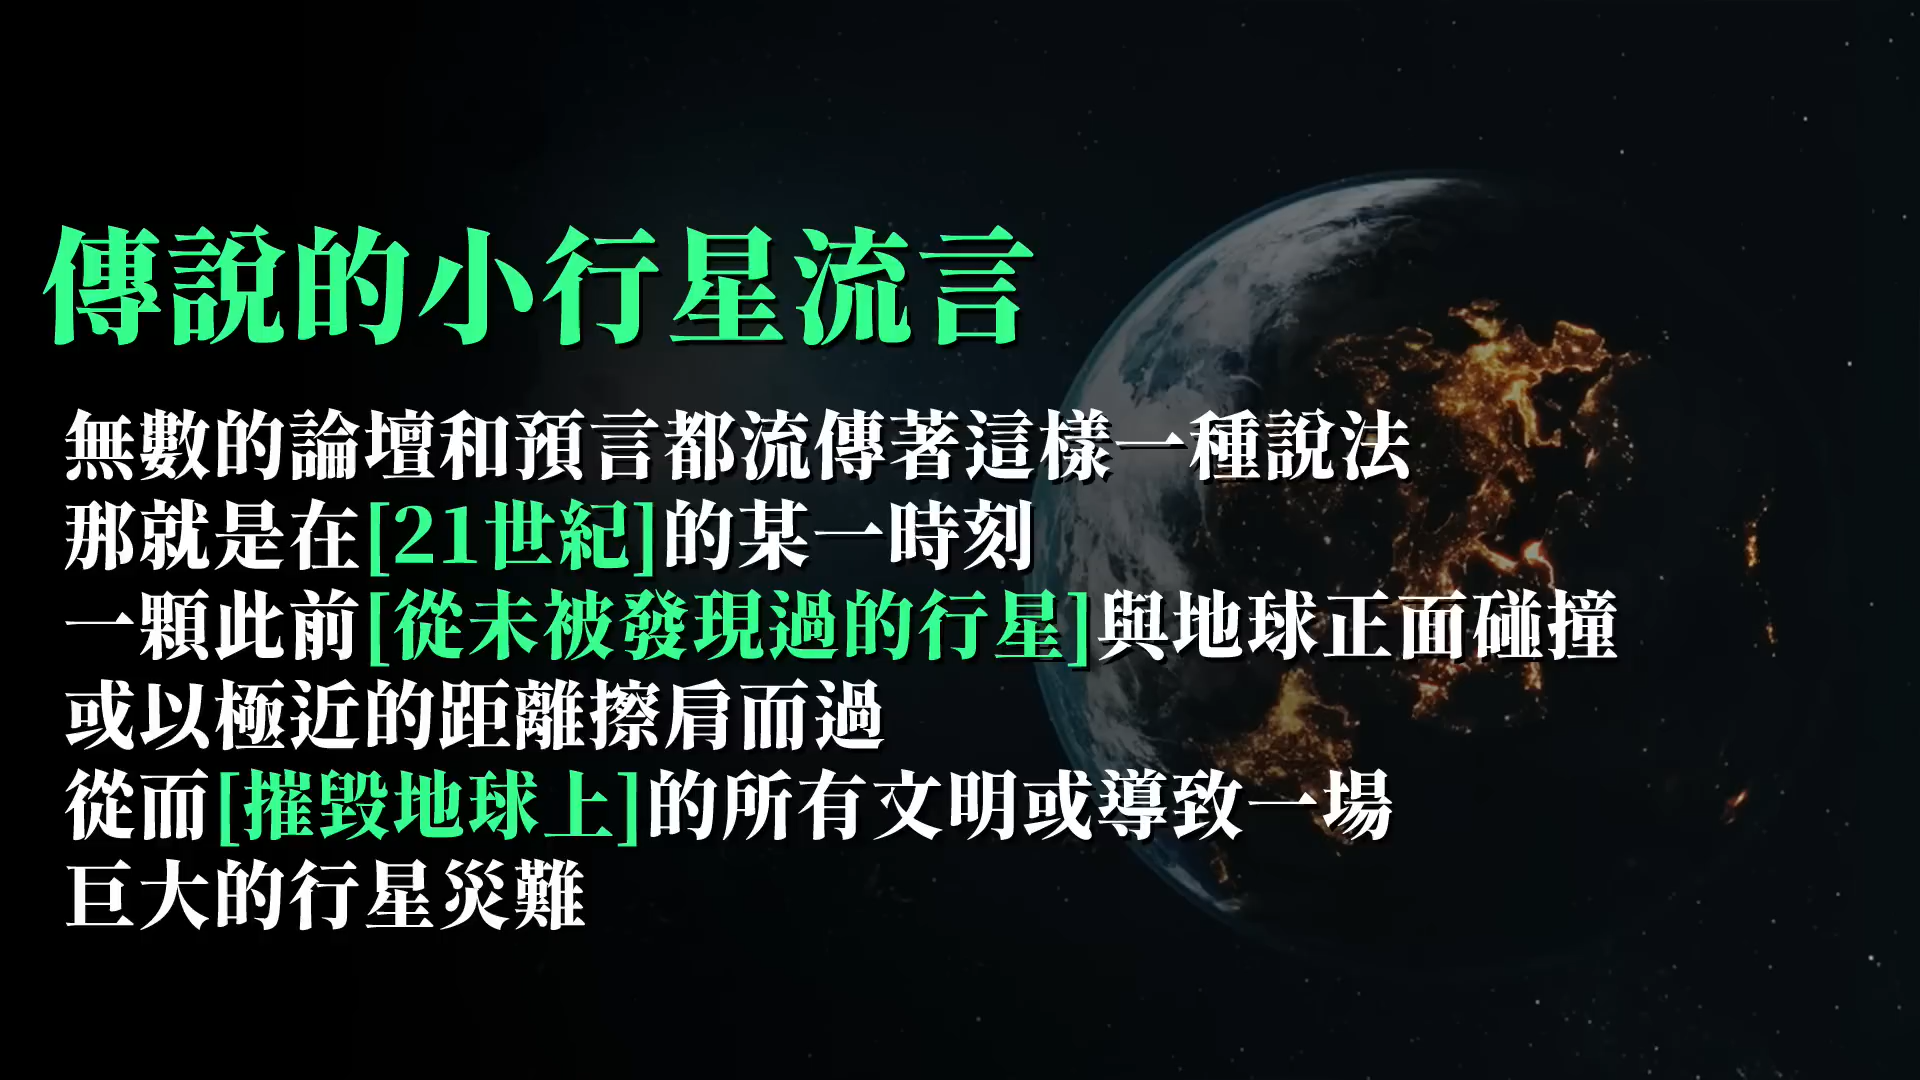 傳說的小行星流言
無數的論壇和預言都流傳著這樣一種說法
那就是在[21世紀]的某一時刻
一顆此前[從未被發現過的行星]與地球正面碰撞
或以極近的距離擦肩而過
從而[摧毀地球上]的所有文明或導致一場
巨大的行星災難